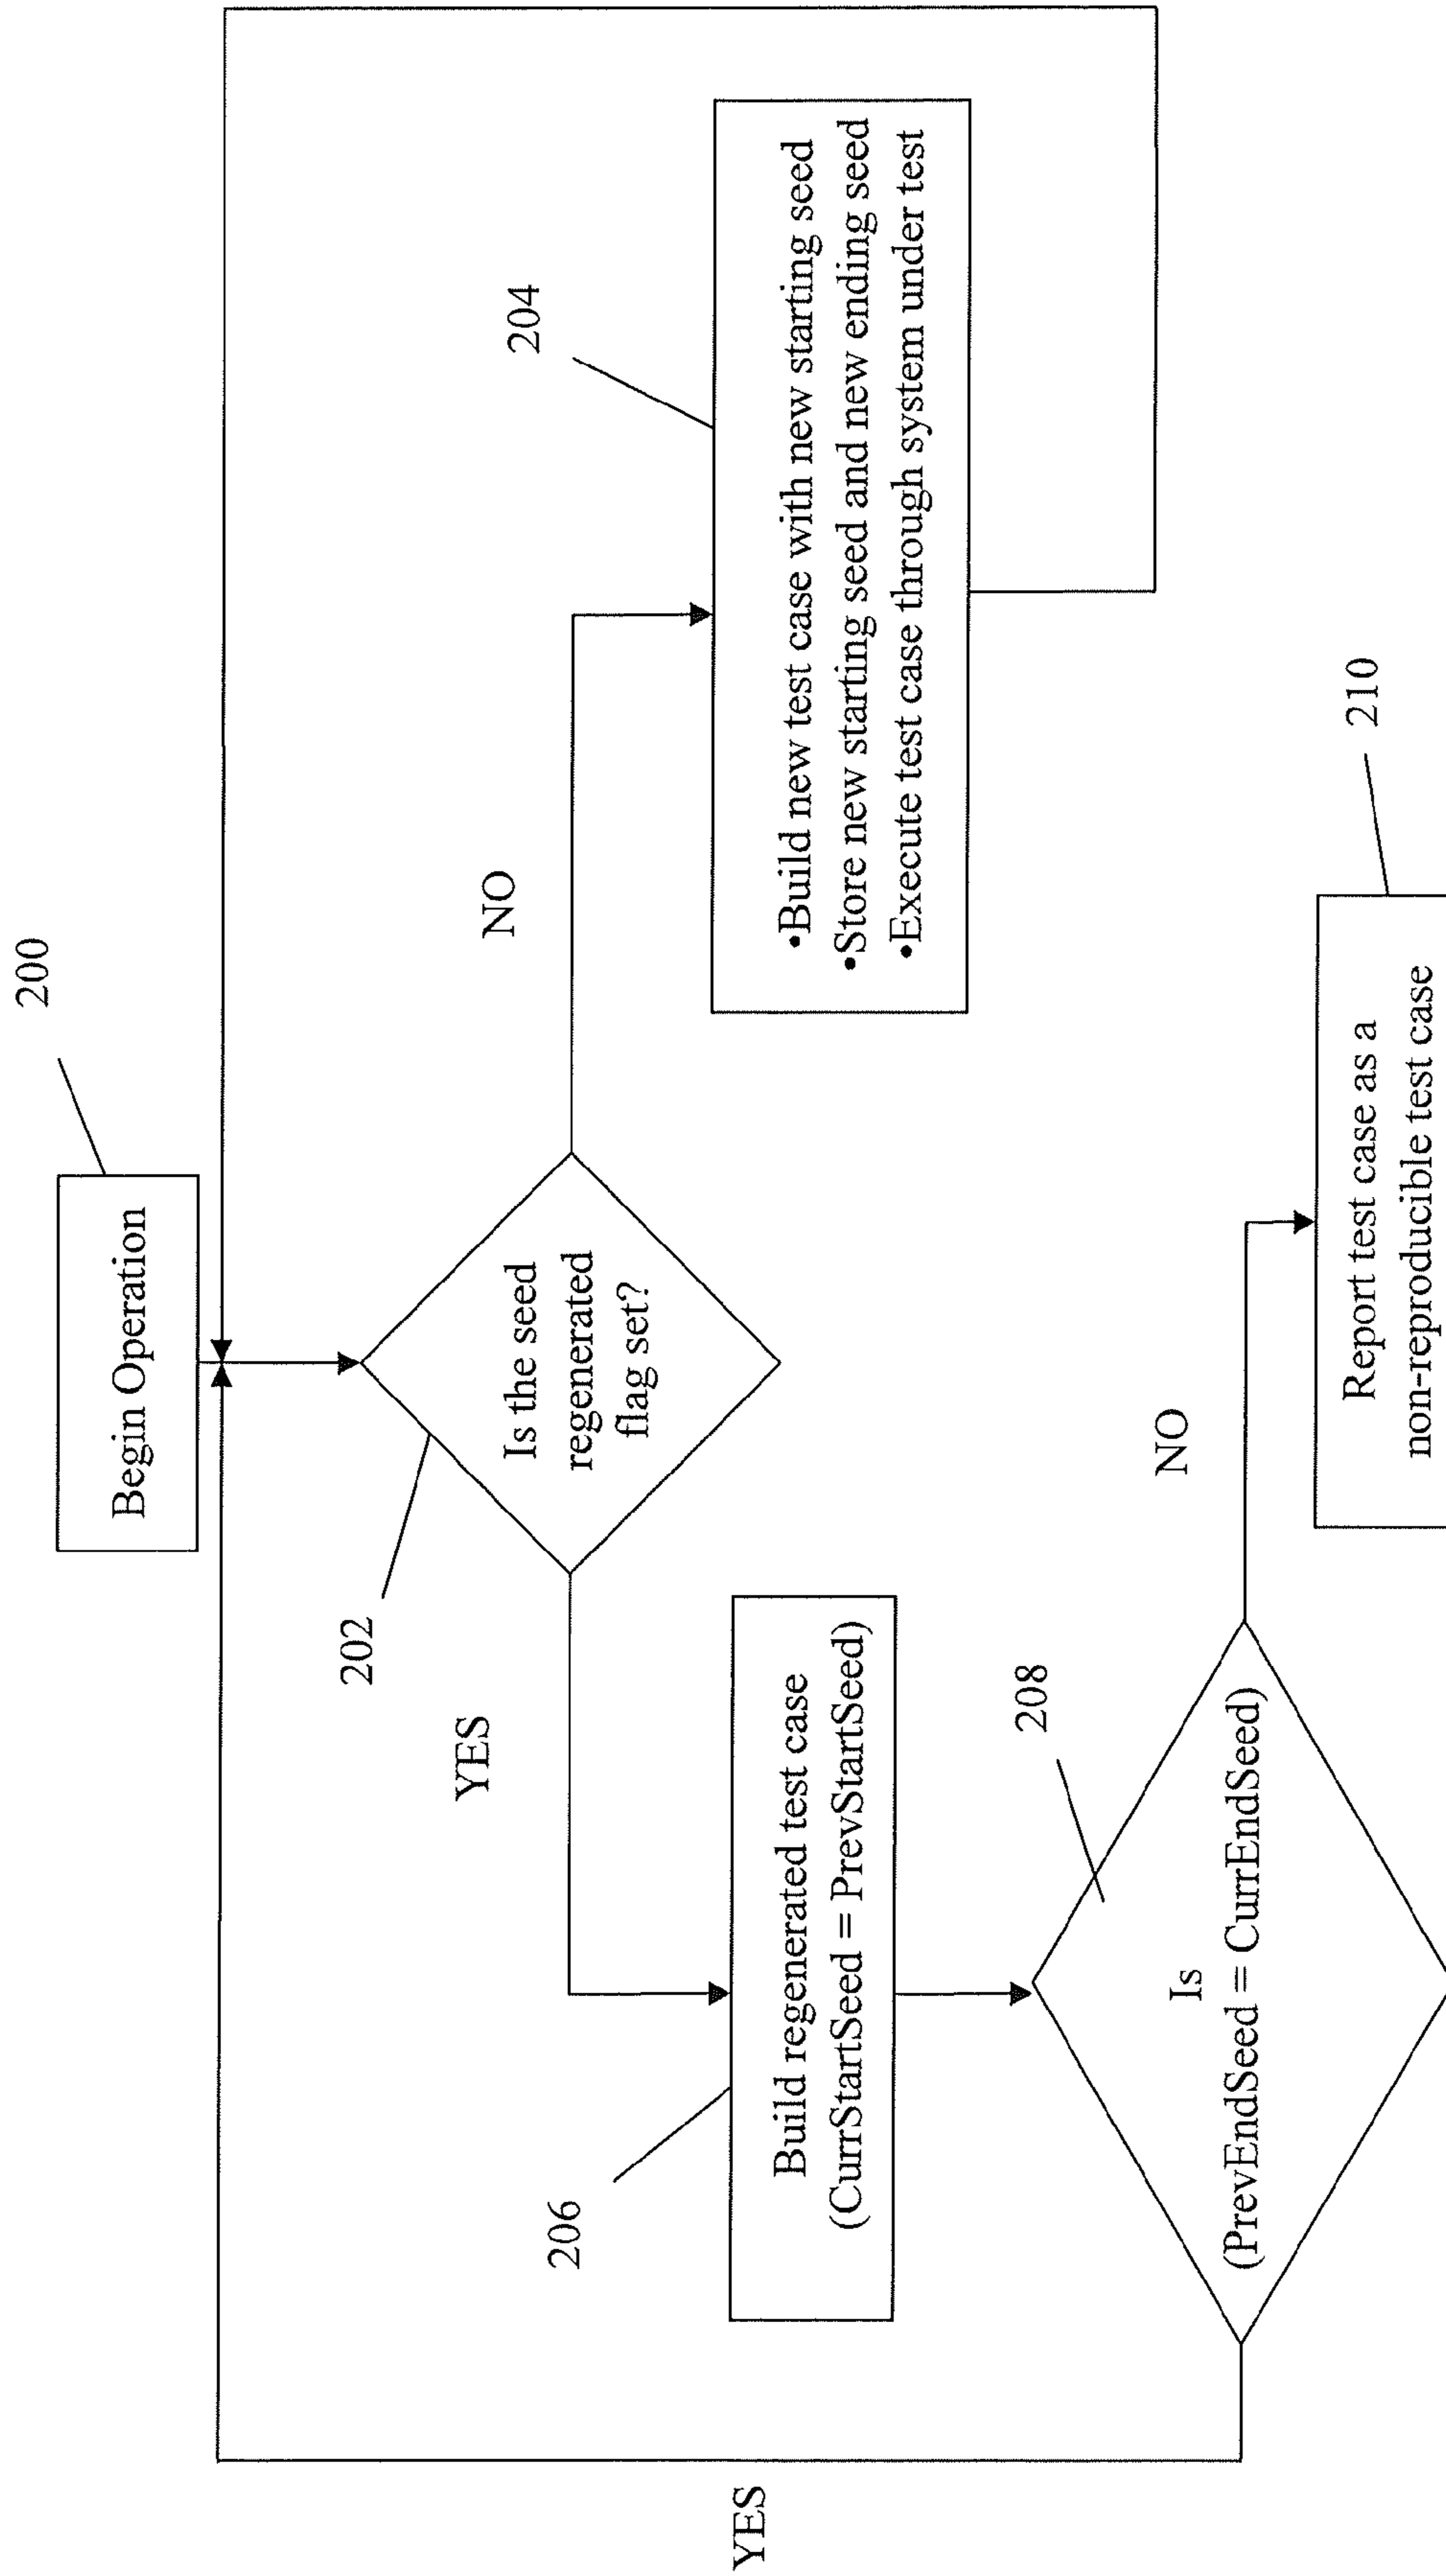 200
Begin Operation
202
Is the seed
regenerated
flag set?
YES
NO
204
•Build new test case with new starting seed
•Store new starting seed and new ending seed
•Execute test case through system under test
206
Build regenerated test case
(CurrStartSeed = PrevStartSeed)
208
Is
(PrevEndSeed = CurrEndSeed)
YES
NO
210
Report test case as a
non-reproducible test case